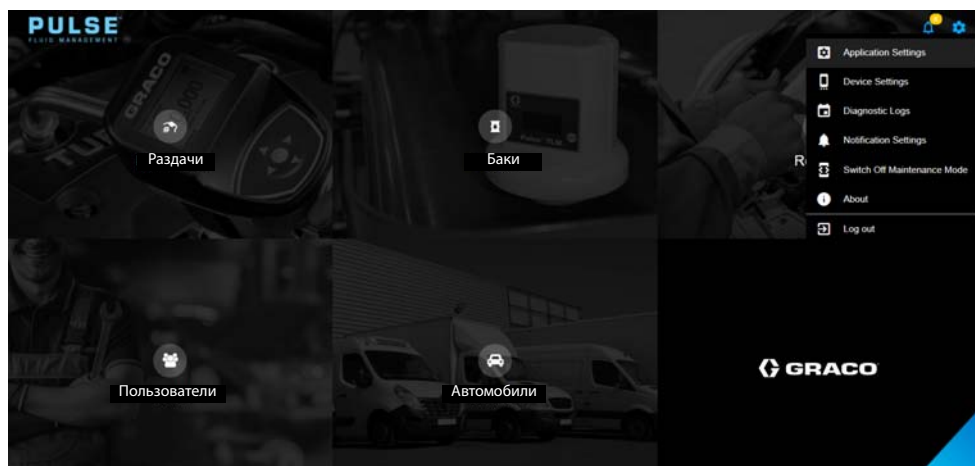 PULSE
FLUID MANAGEMENT
GRACO
Раздачи
Баки
Application Settings
Device Settings
Diagnostic Logs
Notification Settings
Switch Off Maintenance Mode
About
Log out
Пользователи
Автомобили
GRACO